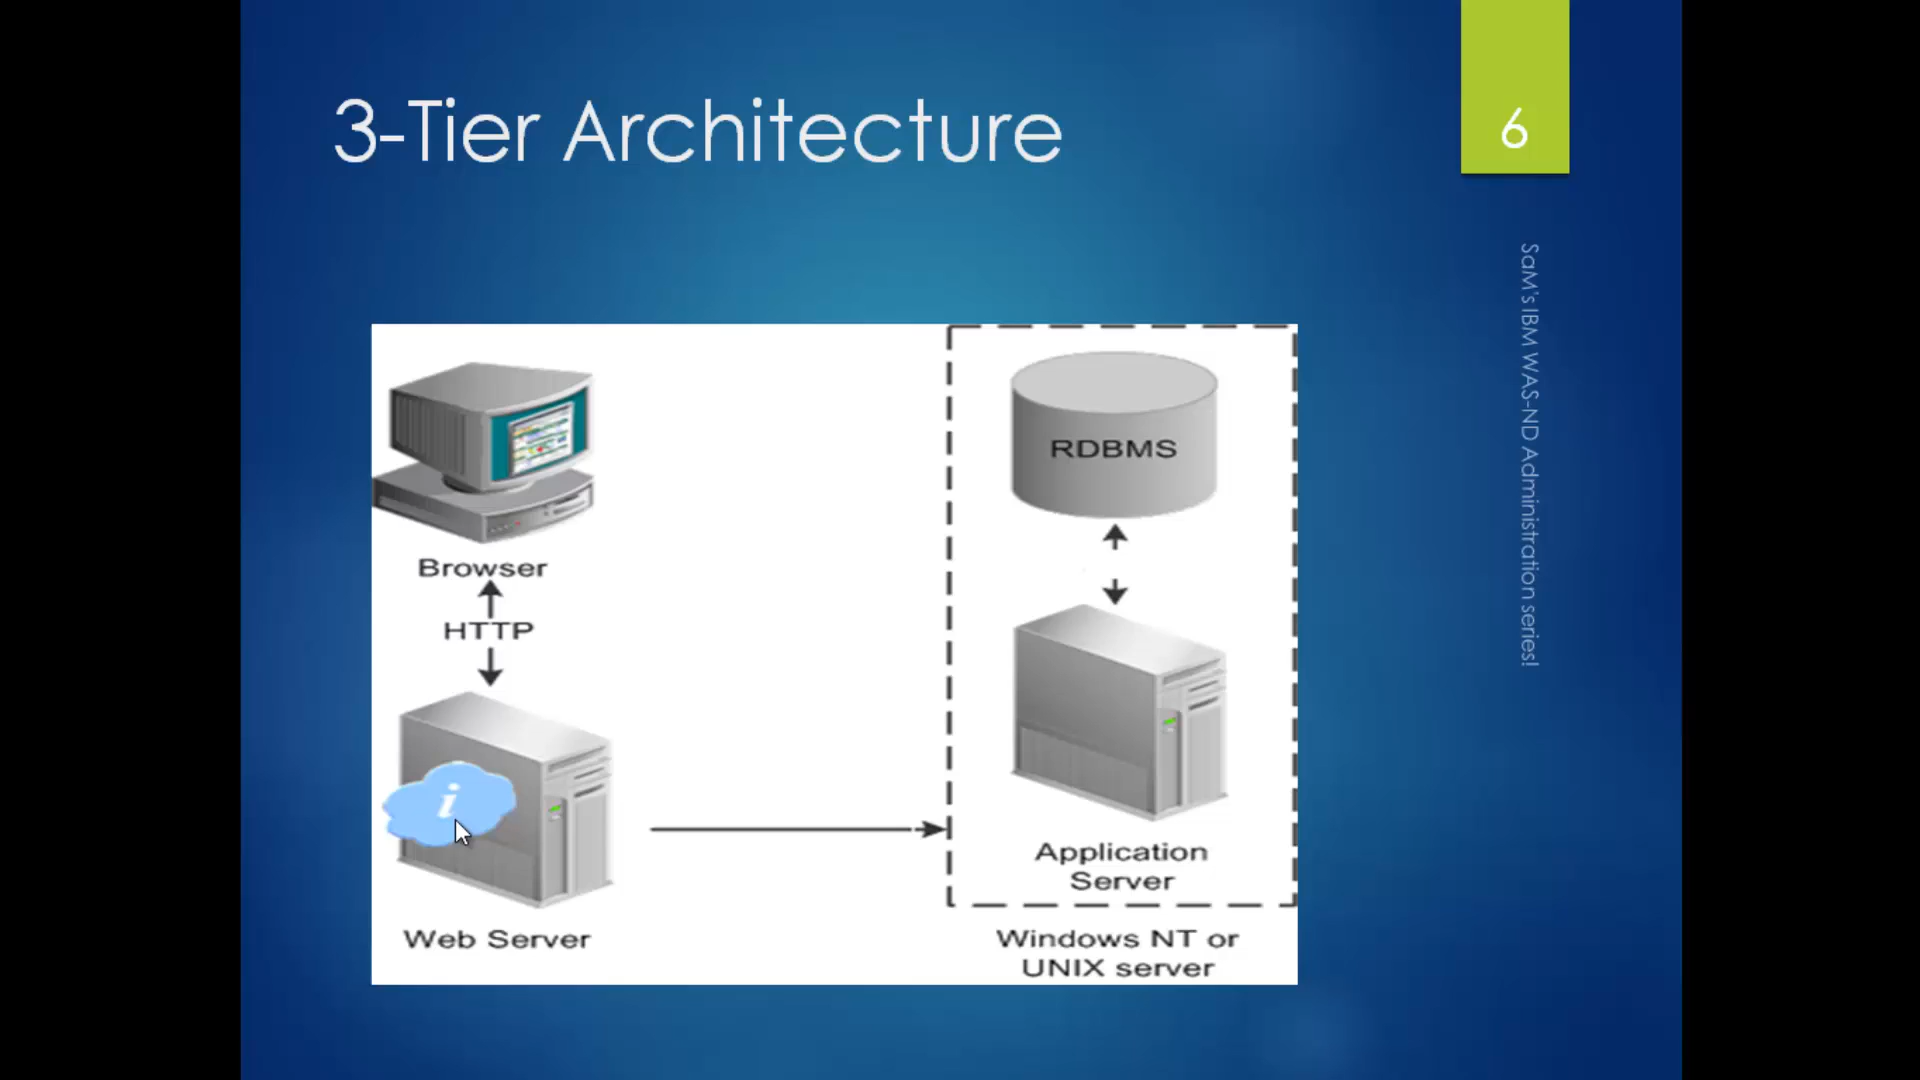 3-Tier Architecture
6
SaM's IBM WAS-ND Administration series!
Browser
HTTP
i
Web Server
RDBMS
Application
Server
Windows NT or
UNIX server